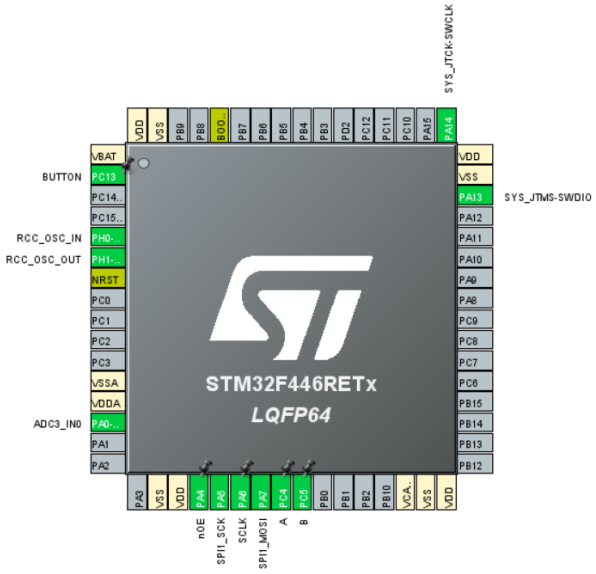 SYS_JTCK-SWCLK
VDD
VSS
PB9
PB8
BOO..
PB7
PB6
PB5
PB4
PB3
PD2
PC12
PC11
PC10
PA15
PA14
VBAT
BUTTON PC13
PC14..
PC15..
RCC_OSC_IN PH0-..
RCC_OSC_OUT PH1-..
NRST
PC0
PC1
PC2
PC3
VSSA
VDDA
ADC3_IN0 PA0-..
PA1
PA2
VDD
VSS
PA13 SYS_JTMS-SWDIO
PA12
PA11
PA10
PA9
PA8
PC9
PC8
PC7
PC6
PB15
PB14
PB13
PB12
ST
STM32F446RETx
LQFP64
PA3
VSS
VDD
PA4
PA5
PA6
PA7
PC4
PC5
PB0
PB1
PB2
PB10
VCA..
VSS
VDD
nOE
SPI1_SCK
SCLK
SPI1_MOSI
A
B